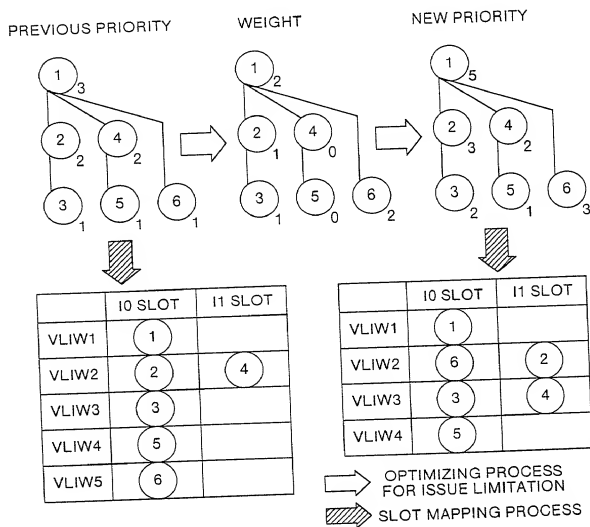 PREVIOUS PRIORITY
WEIGHT
NEW PRIORITY
1 3
1 2
1 5
2 2
4 2
2 1
4 0
2 3
4 2
3 1
5 1
6 1
3 1
5 0
6 2
3 2
5 1
6 3
I0 SLOT I1 SLOT
VLIW1 1
VLIW2 2 4
VLIW3 3
VLIW4 5
VLIW5 6
I0 SLOT I1 SLOT
VLIW1 1
VLIW2 6 2
VLIW3 3 4
VLIW4 5
OPTIMIZING PROCESS
FOR ISSUE LIMITATION
SLOT MAPPING PROCESS